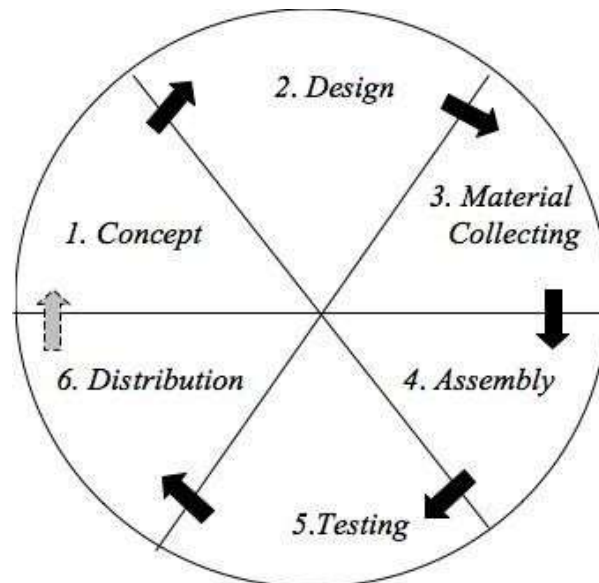 1. Concept
2. Design
3. Material
Collecting
4. Assembly
5.Testing
6. Distribution